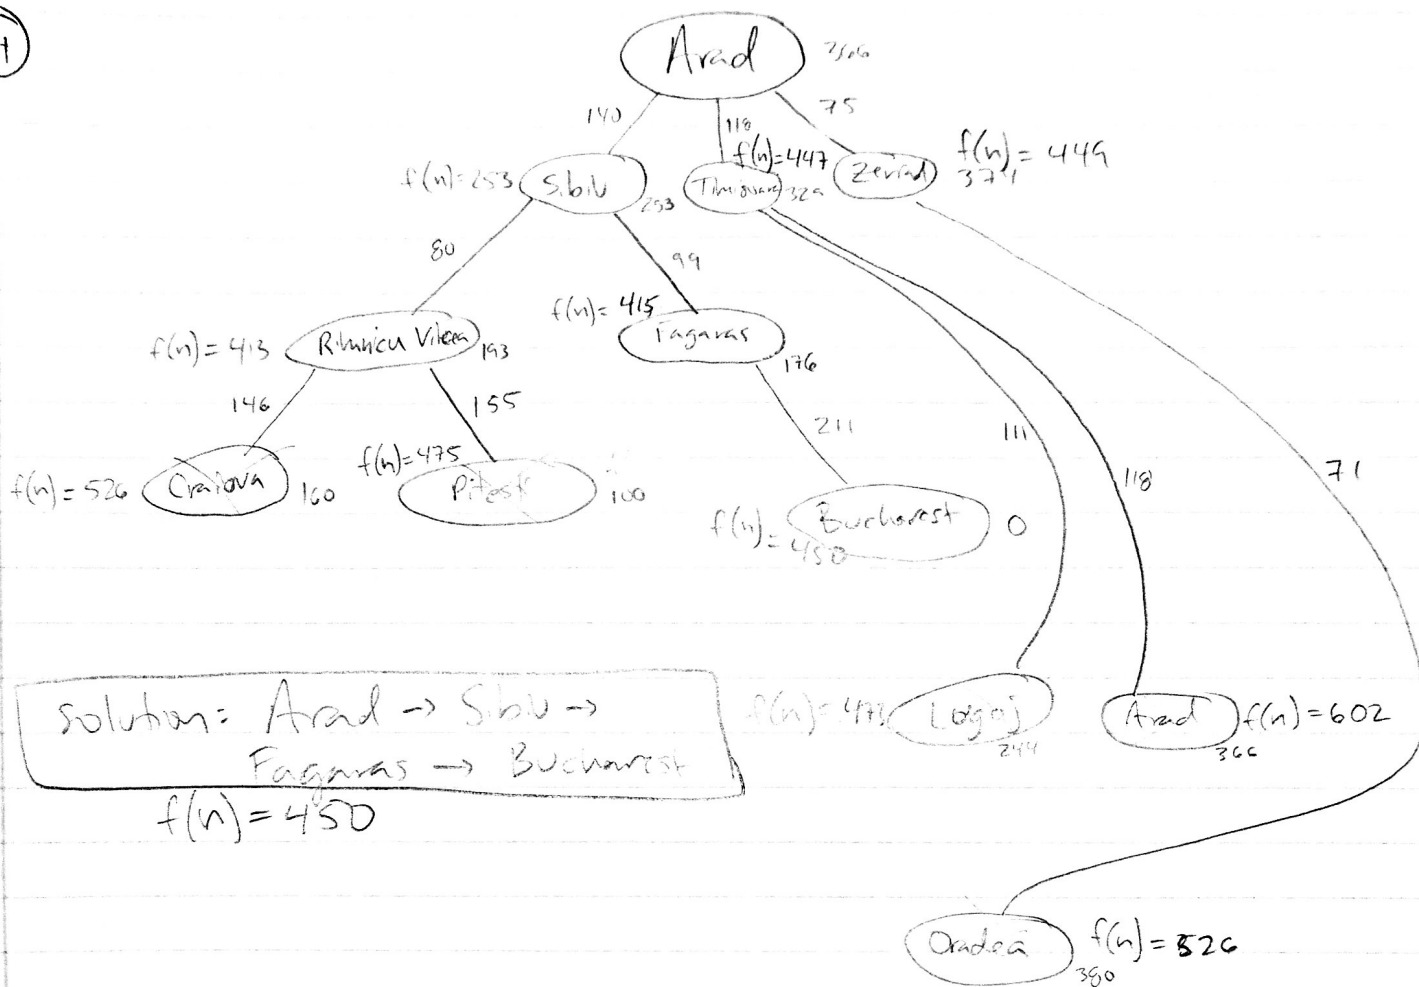 Arad
140
118
75
f(n)=253
Sibiu
253
f(n)=447
Timisoara
329
Zerind
f(n)=449
374
80
99
f(n)=413
Rimnicu Vilcea
193
f(n)=415
Fagaras
176
146
155
211
111
118
71
f(n)=526
Craiova
160
f(n)=475
Pitesti
100
f(n)=450
Bucharest
0
solution: Arad → Sibiu →
Fagaras → Bucharest
f(n)=450
f(n)=473
Logoj
244
Arad
366
f(n)=602
Oradea
380
f(n)=526